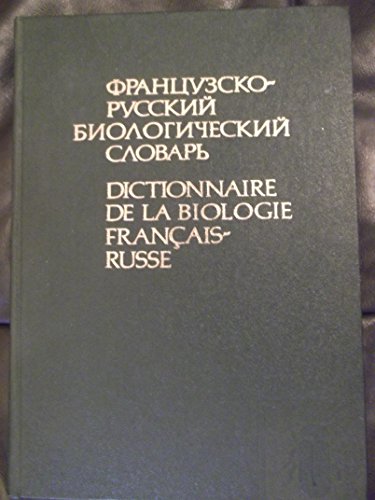 ФРАНЦУЗСКО-
РУССКИЙ
БИОЛОГИЧЕСКИЙ
СЛОВАРЬ
DICTIONNAIRE
DE LA BIOLOGIE
FRANÇAIS-
RUSSE